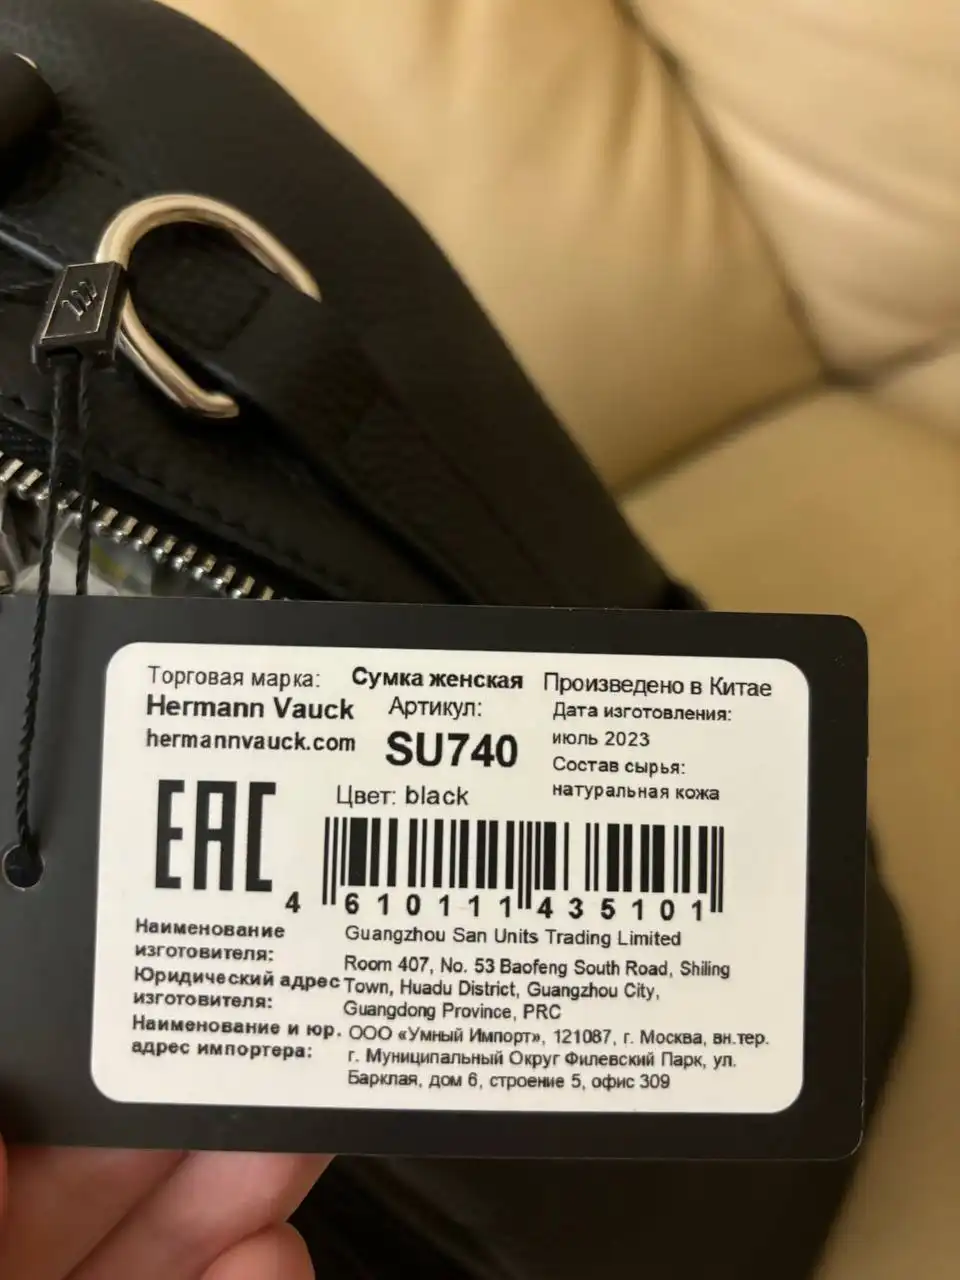 Торговая марка:
Hermann Vauck
hermannvauck.com
Сумка женская
Артикул:
SU740
Цвет: black
Произведено в Китае
Дата изготовления:
июль 2023
Состав сырья:
натуральная кожа
EAC
4 610111 435101
Наименование
изготовителя:
Guangzhou San Units Trading Limited
Юридический адрес
изготовителя:
Room 407, No. 53 Baofeng South Road, Shiling
Town, Huadu District, Guangzhou City,
Guangdong Province, PRC
Наименование и юр.
адрес импортера:
ООО «Умный Импорт», 121087, г. Москва, вн.тер.
г. Муниципальный Округ Филевский Парк, ул.
Барклая, дом 6, строение 5, офис 309